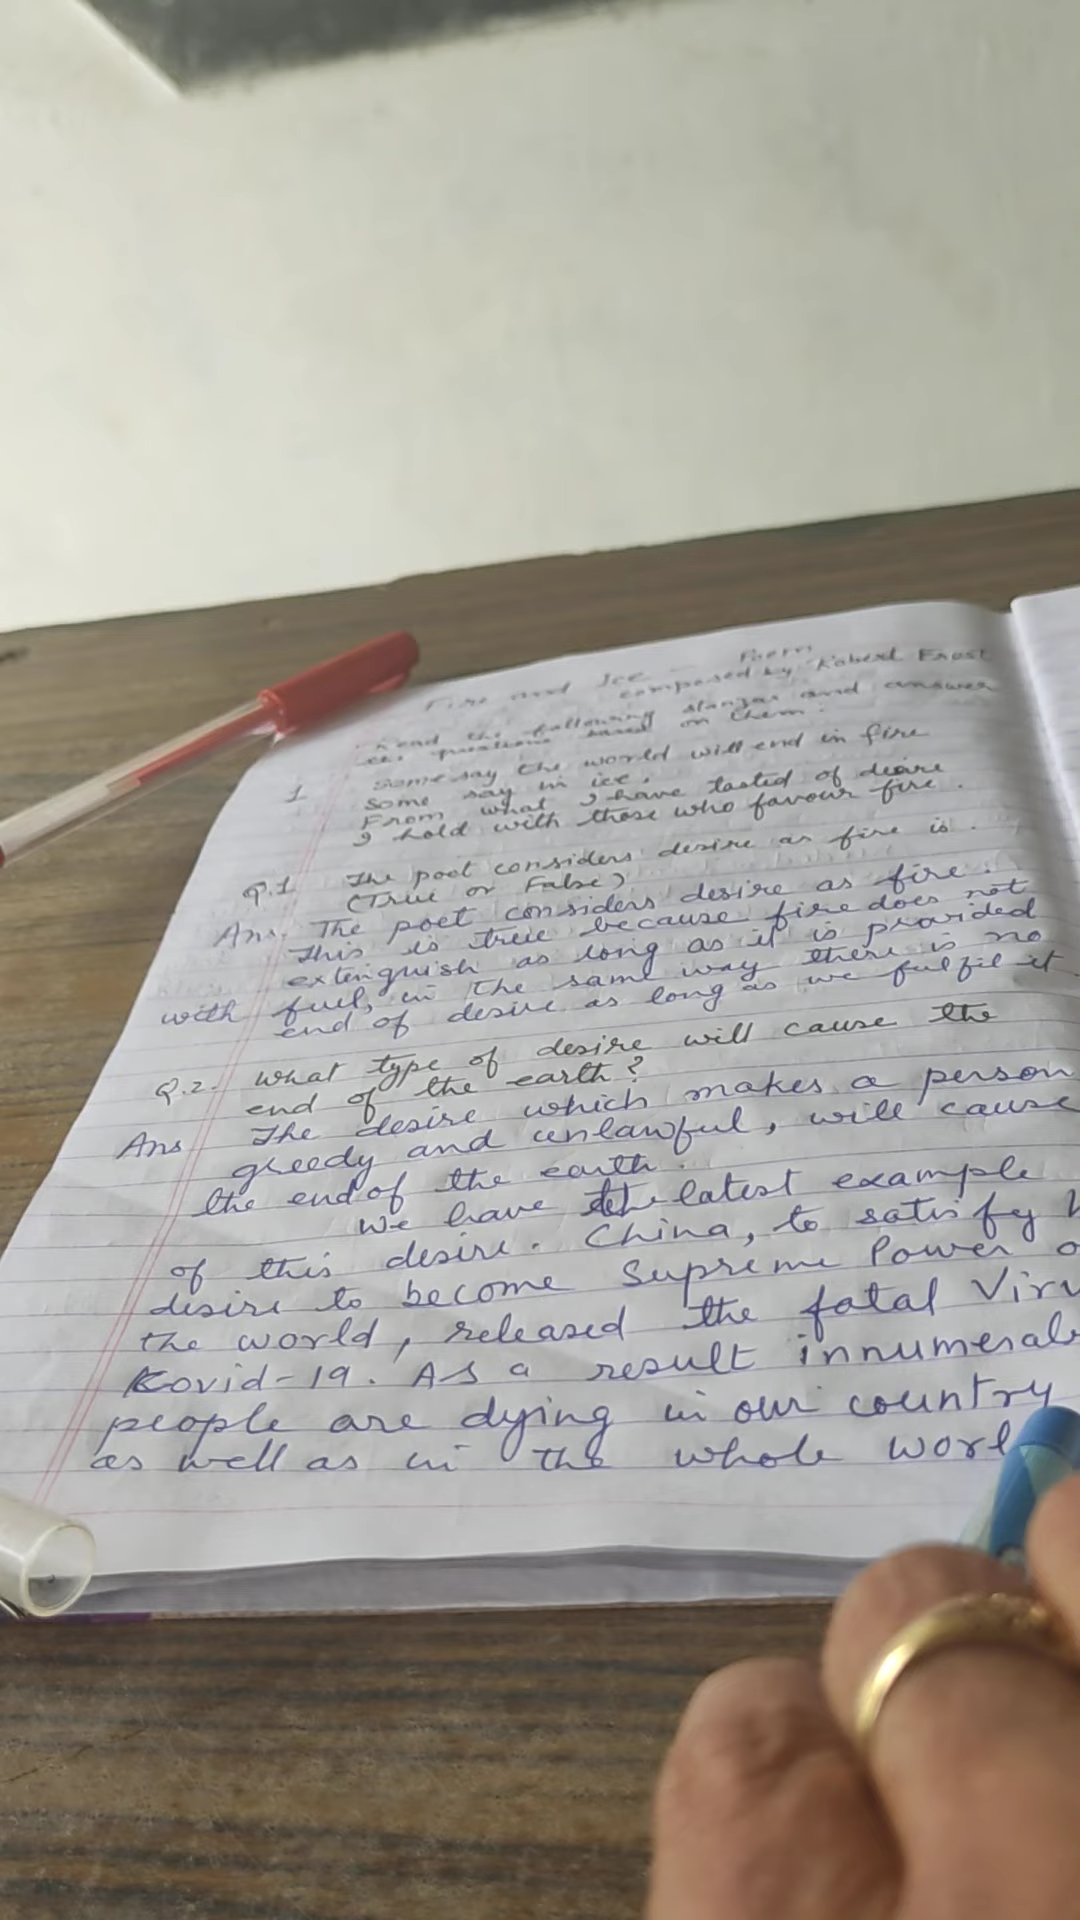 Fire and Ice - Poem
composed by Robert Frost
Read the following stanzas and answer
questions based on them.
1 Some say the world will end in fire
Some say in ice.
From what I have tasted of desire
I hold with those who favour fire.
Q.1 The poet considers desire as fire is.
(True or False)
Ans. The poet considers desire as fire.
This is true because fire does not
extinguish as long as it is provided
with fuel, in the same way there is no
end of desire as long as we fulfil it
Q.2. What type of desire will cause the
end of the earth?
Ans The desire which makes a person
greedy and unlawful, will cause
the end of the earth.
We have the latest example
of this desire. China, to satisfy
desire to become Supreme Power
the world, released the fatal
Kovid-19. As a result
people are dying in our country
as well as in the whole